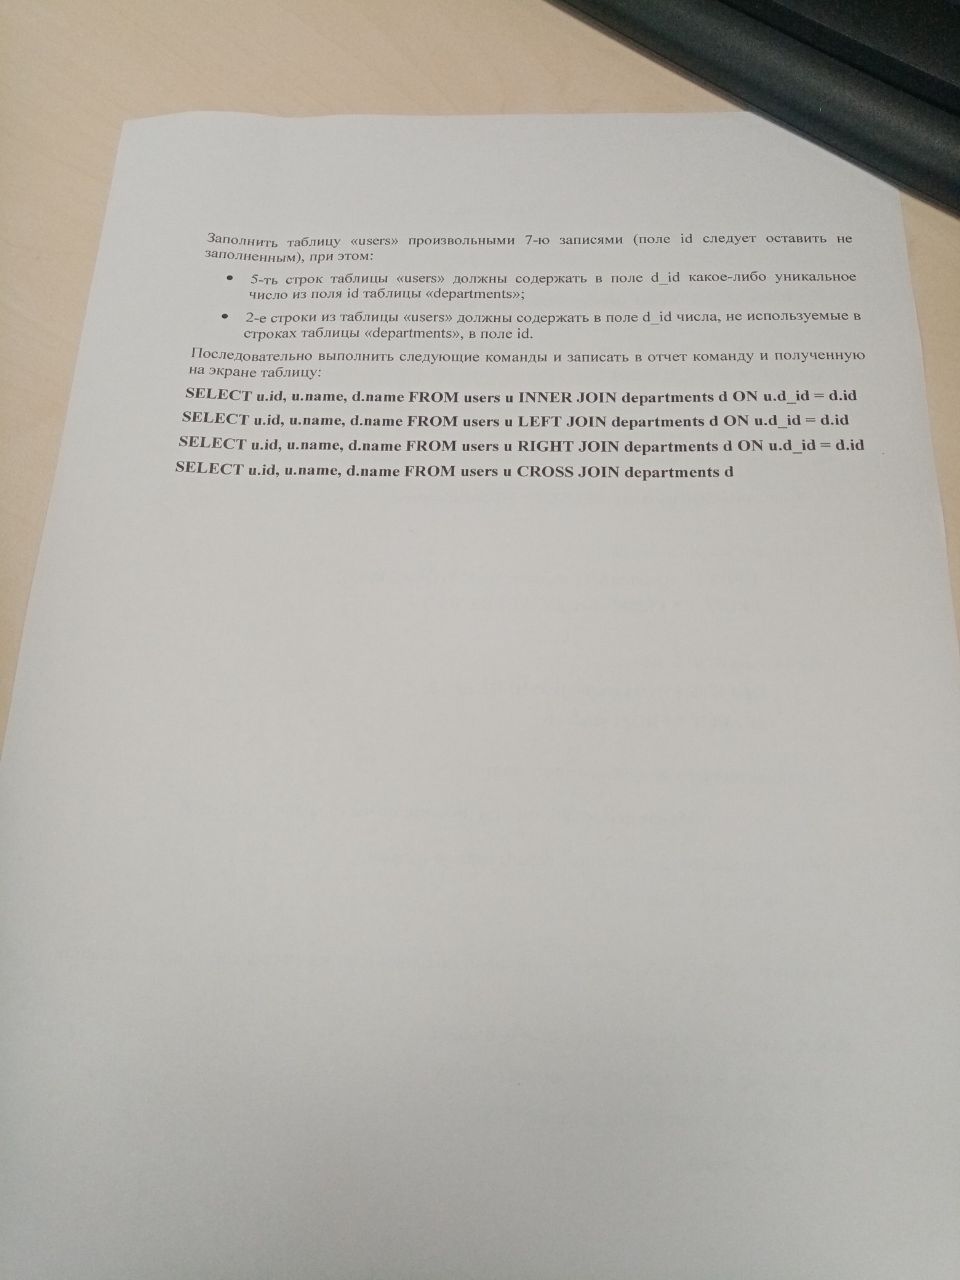 Заполнить таблицу «users» произвольными 7-ю записями (поле id следует оставить не
заполненным), при этом:
• 5-ть строк таблицы «users» должны содержать в поле d_id какое-либо уникальное
число из поля id таблицы «departments»;
• 2-е строки из таблицы «users» должны содержать в поле d_id числа, не используемые в
строках таблицы «departments», в поле id.
Последовательно выполнить следующие команды и записать в отчет команду и полученную
на экране таблицу:
SELECT u.id, u.name, d.name FROM users u INNER JOIN departments d ON u.d_id = d.id
SELECT u.id, u.name, d.name FROM users u LEFT JOIN departments d ON u.d_id = d.id
SELECT u.id, u.name, d.name FROM users u RIGHT JOIN departments d ON u.d_id = d.id
SELECT u.id, u.name, d.name FROM users u CROSS JOIN departments d